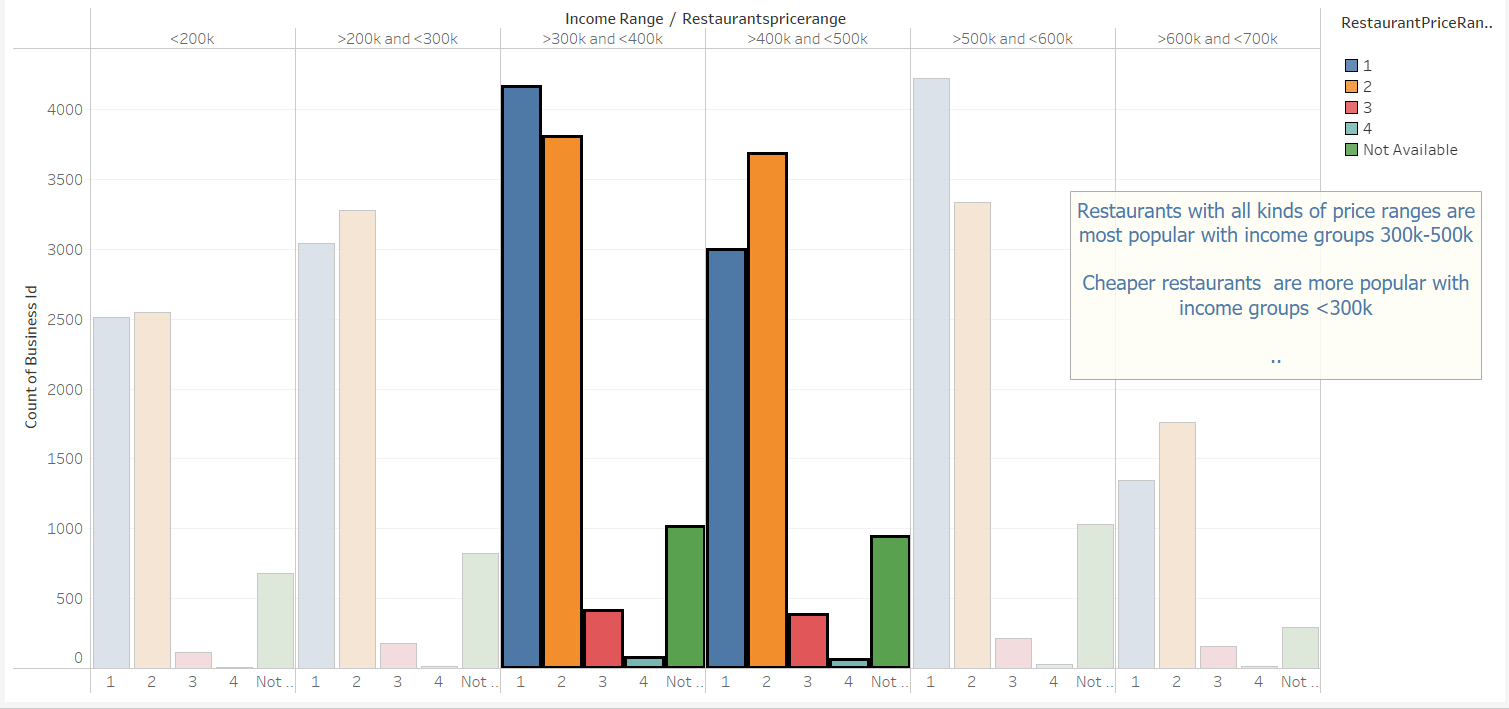 Income Range / Restaurantspricerange
<200k >200k and <300k >300k and <400k >400k and <500k >500k and <600k >600k and <700k
RestaurantPriceRan..
1
2
3
4
Not Available
Restaurants with all kinds of price ranges are
most popular with income groups 300k-500k
Cheaper restaurants are more popular with
income groups <300k
..
Count of Business Id
4000
3500
3000
2500
2000
1500
1000
500
0
1 2 3 4 Not .. 1 2 3 4 Not .. 1 2 3 4 Not .. 1 2 3 4 Not .. 1 2 3 4 Not .. 1 2 3 4 Not ..